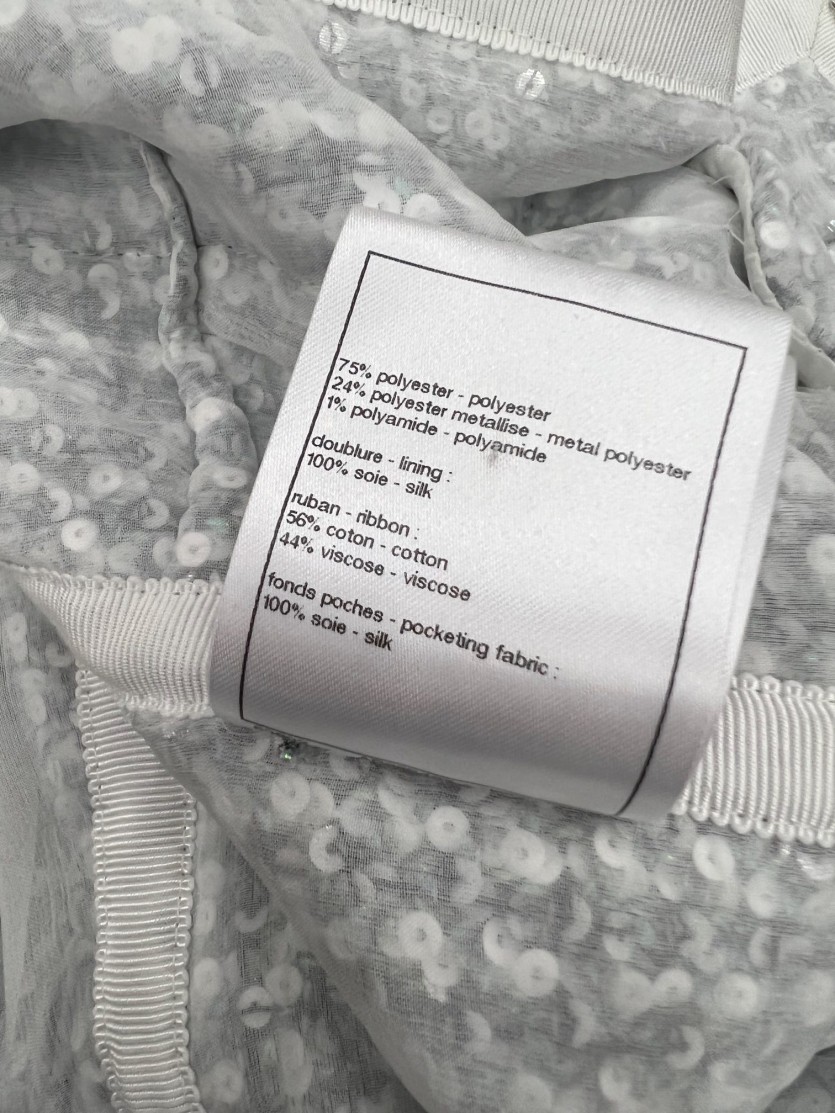 75% polyester - polyester
24% polyester metallise - metal polyester
1% polyamide - polyamide
doublure - lining :
100% soie - silk
ruban - ribbon :
56% coton - cotton
44% viscose - viscose
fonds poches - pocketing fabric :
100% soie - silk